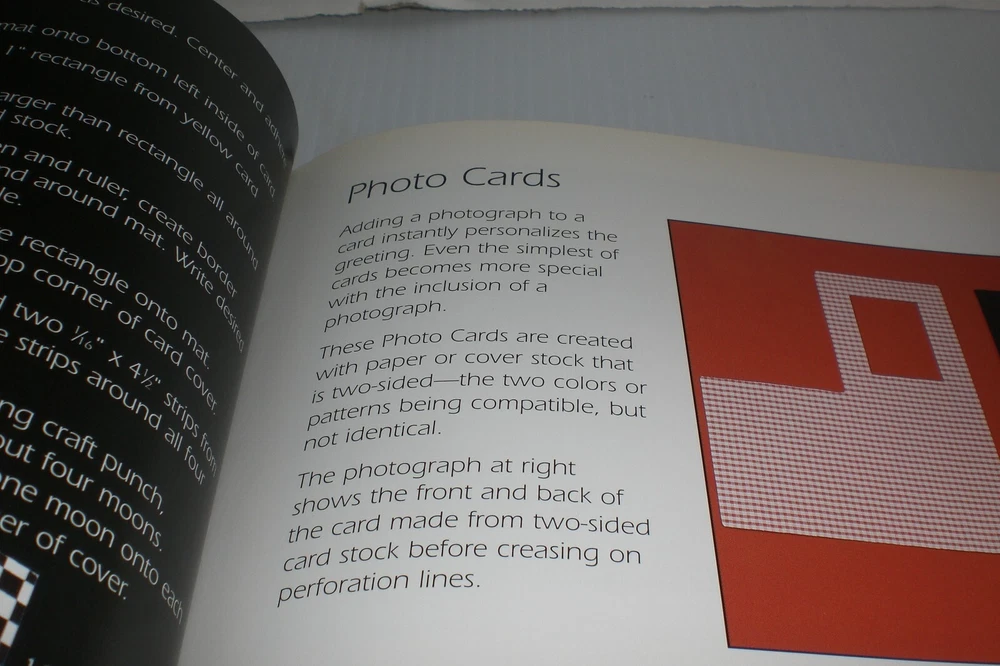 is desired. Center and adhere
mat onto bottom left inside of card
1" rectangle from yellow card
arger than rectangle all around
stock.
and ruler, create border
around mat. Write desired
rectangle onto mat.
corner of card cover.
two 1/16" x 4 1/2" strips from
strips around all four
craft punch,
out four moons.
one moon onto each
of cover.
Photo Cards
Adding a photograph to a
card instantly personalizes the
greeting. Even the simplest of
cards becomes more special
with the inclusion of a
photograph.
These Photo Cards are created
with paper or cover stock that
is two-sided—the two colors or
patterns being compatible, but
not identical.
The photograph at right
shows the front and back of
the card made from two-sided
card stock before creasing on
perforation lines.